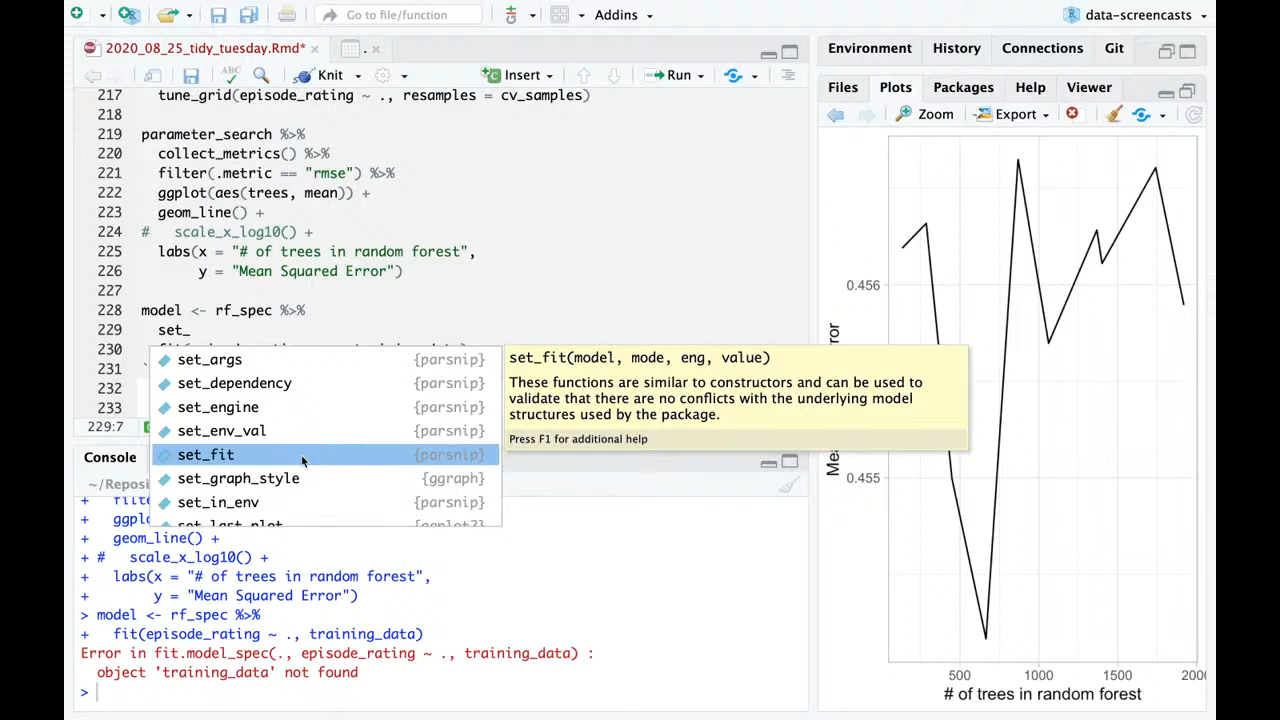 Go to file/function
Addins
data-screencasts
2020_08_25_tidy_tuesday.Rmd*
.
Environment
History
Connections
Git
ABC
Knit
Insert
Run
Files
Plots
Packages
Help
Viewer
Zoom
Export
217 tune_grid(episode_rating ~ ., resamples = cv_samples)
218
219 parameter_search %>%
220 collect_metrics() %>%
221 filter(.metric == "rmse") %>%
222 ggplot(aes(trees, mean)) +
223 geom_line() +
224 # scale_x_log10() +
225 labs(x = "# of trees in random forest",
226 y = "Mean Squared Error")
227
228 model <- rf_spec %>%
229 set_
230
231
232
233
229:7
set_args {parsnip}
set_dependency {parsnip}
set_engine {parsnip}
set_env_val {parsnip}
set_fit {parsnip}
set_graph_style {ggraph}
set_in_env {parsnip}
set_last_plot {ggplot2}
set_fit(model, mode, eng, value)
These functions are similar to constructors and can be used to
validate that there are no conflicts with the underlying model
structures used by the package.
Press F1 for additional help
Console
~/Reposi
+ filte
+ ggplo
+ geom_line() +
+ # scale_x_log10() +
+ labs(x = "# of trees in random forest",
+ y = "Mean Squared Error")
> model <- rf_spec %>%
+ fit(episode_rating ~ ., training_data)
Error in fit.model_spec(., episode_rating ~ ., training_data) :
object 'training_data' not found
>
0.456
0.455
500
1000
1500
2000
# of trees in random forest